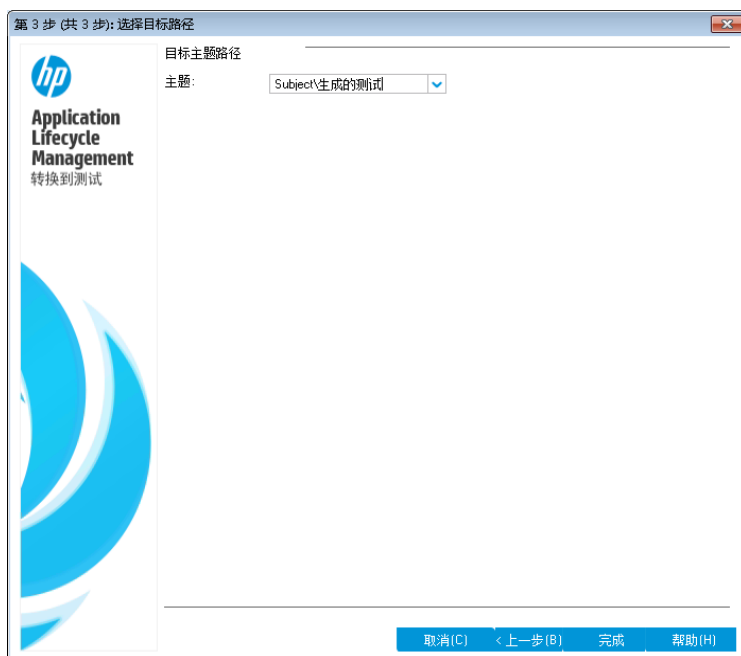 第 3 步 (共 3 步): 选择目标路径
hp
Application
Lifecycle
Management
转换到测试
目标主题路径
主题:
Subject\生成的测试
取消(C)
< 上一步(B)
完成
帮助(H)